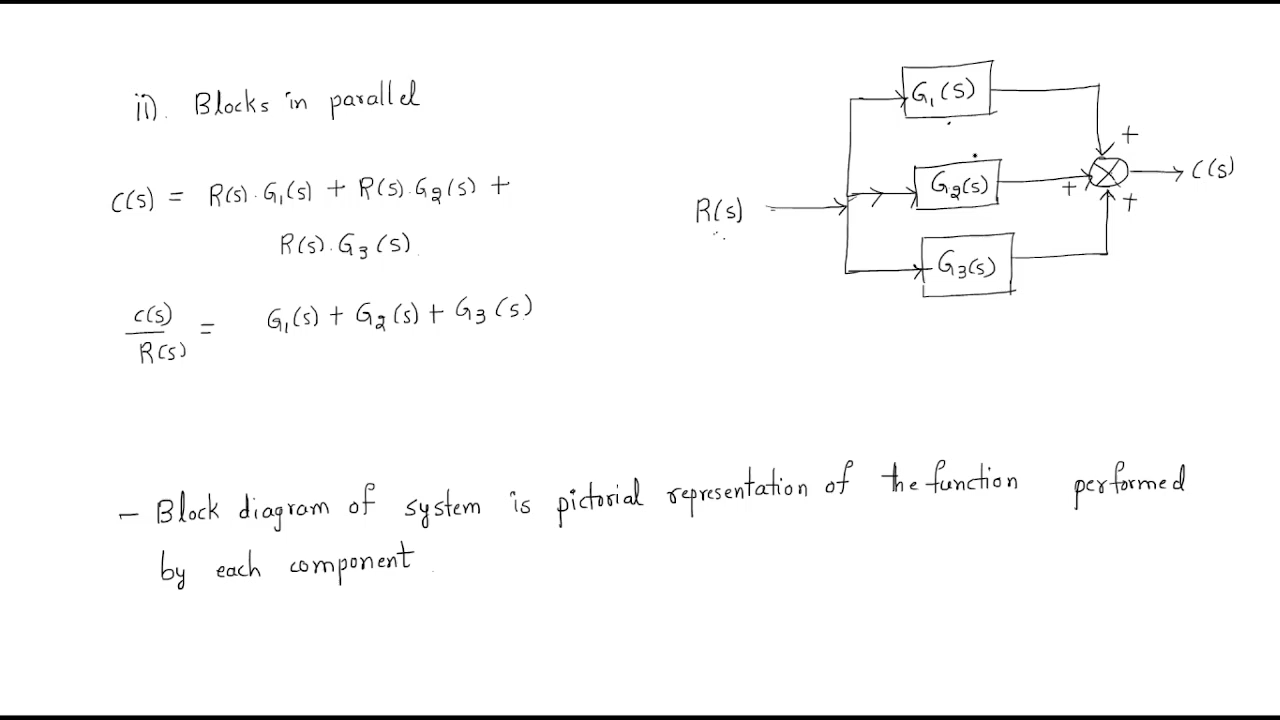 ii). Blocks in parallel
C(s) = R(s).G₁(s) + R(s).G₂(s) +
R(s).G₃(s)
C(s)
R(s)
= G₁(s) + G₂(s) + G₃(s)
G₁(s)
+
G₂(s)
+
C(s)
R(s)
+
G₃(s)
- Block diagram of system is pictorial representation of the function performed
by each component